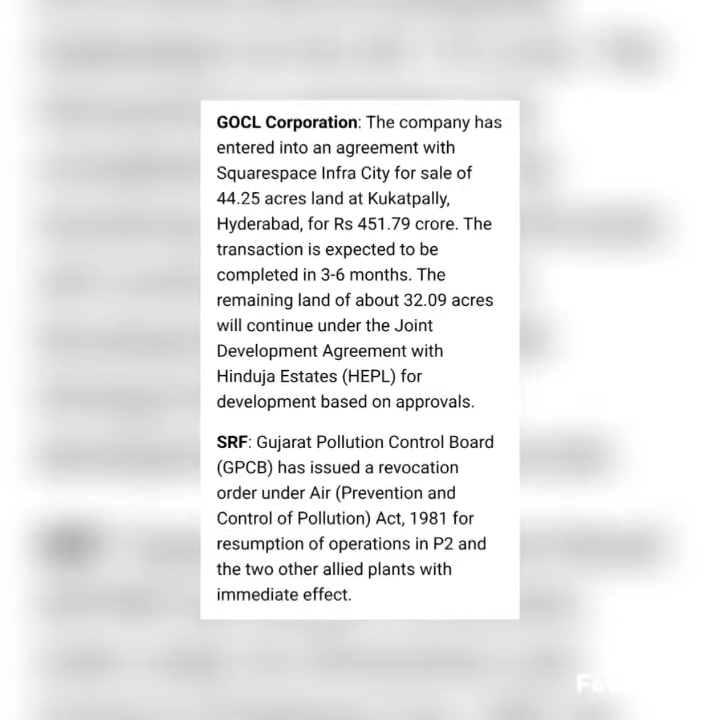 GOCL Corporation: The company has
entered into an agreement with
Squarespace Infra City for sale of
44.25 acres land at Kukatpally,
Hyderabad, for Rs 451.79 crore. The
transaction is expected to be
completed in 3-6 months. The
remaining land of about 32.09 acres
will continue under the Joint
Development Agreement with
Hinduja Estates (HEPL) for
development based on approvals.
SRF: Gujarat Pollution Control Board
(GPCB) has issued a revocation
order under Air (Prevention and
Control of Pollution) Act, 1981 for
resumption of operations in P2 and
the two other allied plants with
immediate effect.